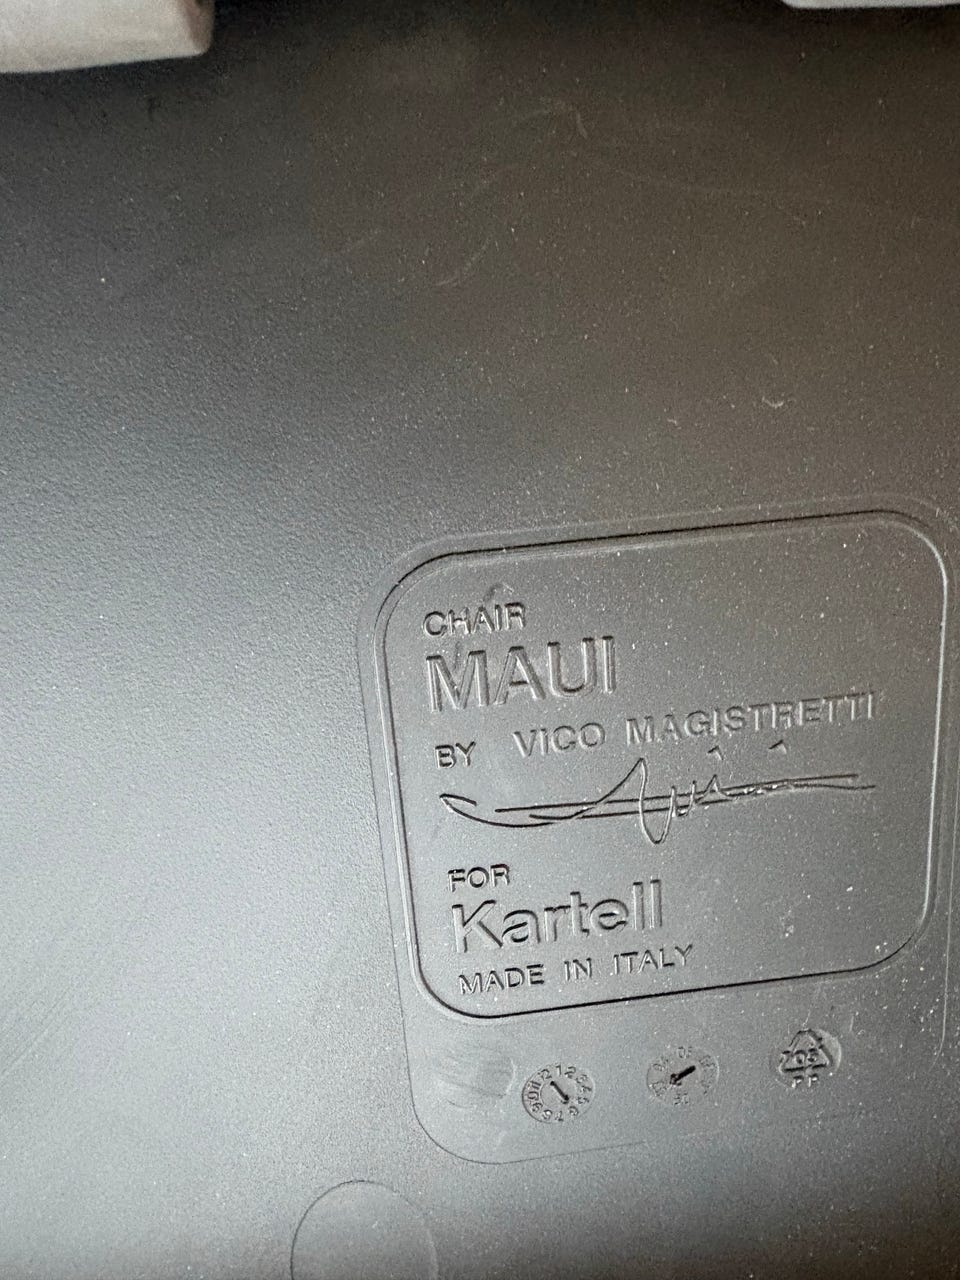 CHAIR
MAUI
BY VICO MAGISTRETTI
FOR
Kartell
MADE IN ITALY
PP